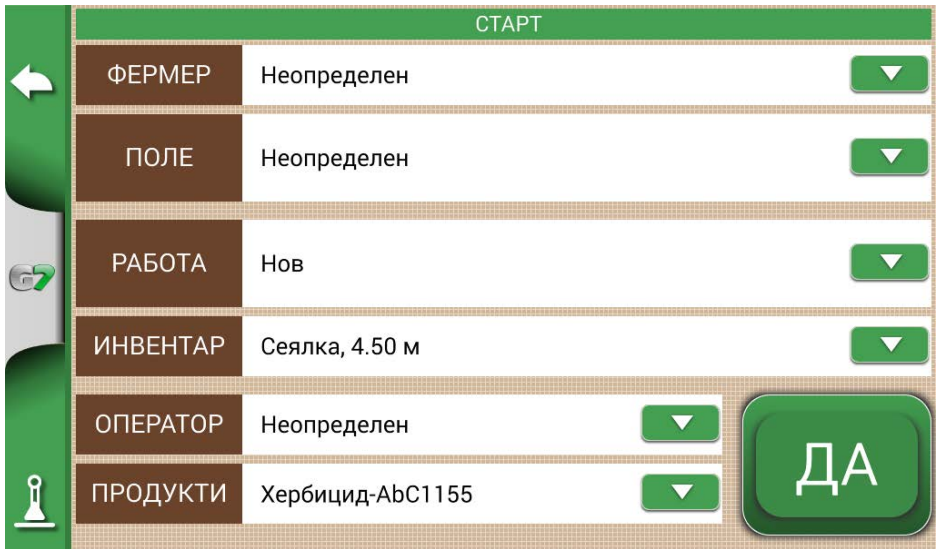 СТАРТ
ФЕРМЕР Неопределен
ПОЛЕ Неопределен
G7
РАБОТА Нов
ИНВЕНТАР Сеялка, 4.50 м
ОПЕРАТОР Неопределен
ПРОДУКТИ Хербицид-AbC1155
ДА